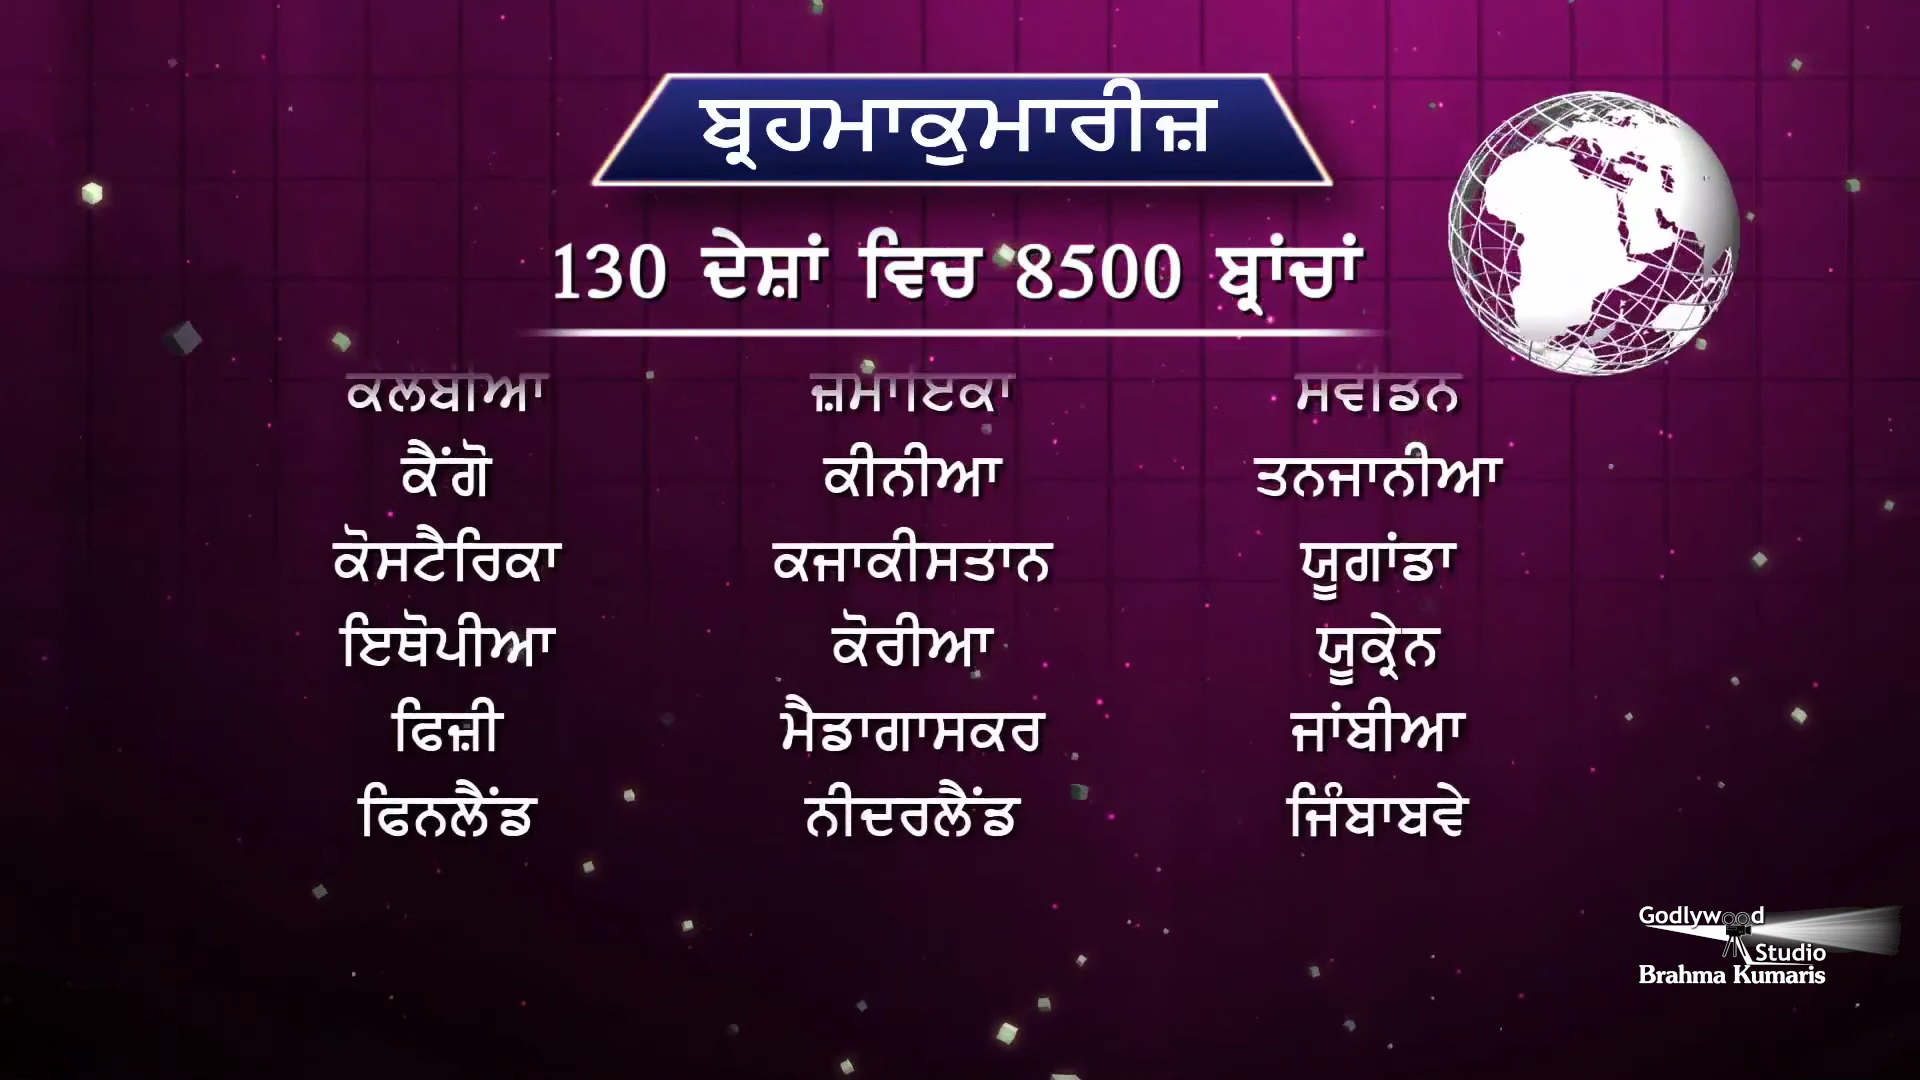 ਬ੍ਰਹਮਾਕੁਮਾਰੀਜ਼
130 ਦੇਸ਼ਾਂ ਵਿਚ 8500 ਬ੍ਰਾਂਚਾਂ
ਜ਼ਮਾਇਕਾ ਸਵੀਡਨ
ਕੈਂਗੋ ਕੀਨੀਆ ਤਨਜਾਨੀਆ
ਕੋਸਟੈਰਿਕਾ ਕਜਾਕੀਸਤਾਨ ਯੂਗਾਂਡਾ
ਇਥੋਪੀਆ ਕੋਰੀਆ ਯੂਕ੍ਰੇਨ
ਫਿਜ਼ੀ ਮੈਡਾਗਾਸਕਰ ਜਾਂਬੀਆ
ਫਿਨਲੈਂਡ ਨੀਦਰਲੈਂਡ ਜਿੰਬਾਬਵੇ
Godlywood
Studio
Brahma Kumaris